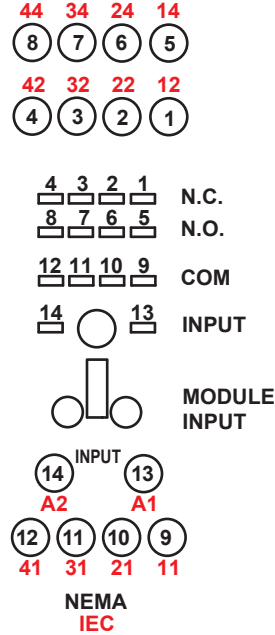 44 34 24 14
8 7 6 5
42 32 22 12
4 3 2 1
4 3 2 1 N.C.
8 7 6 5 N.O.
12 11 10 9 COM
14 13 INPUT
MODULE
INPUT
INPUT
14 13
A2 A1
12 11 10 9
41 31 21 11
NEMA
IEC